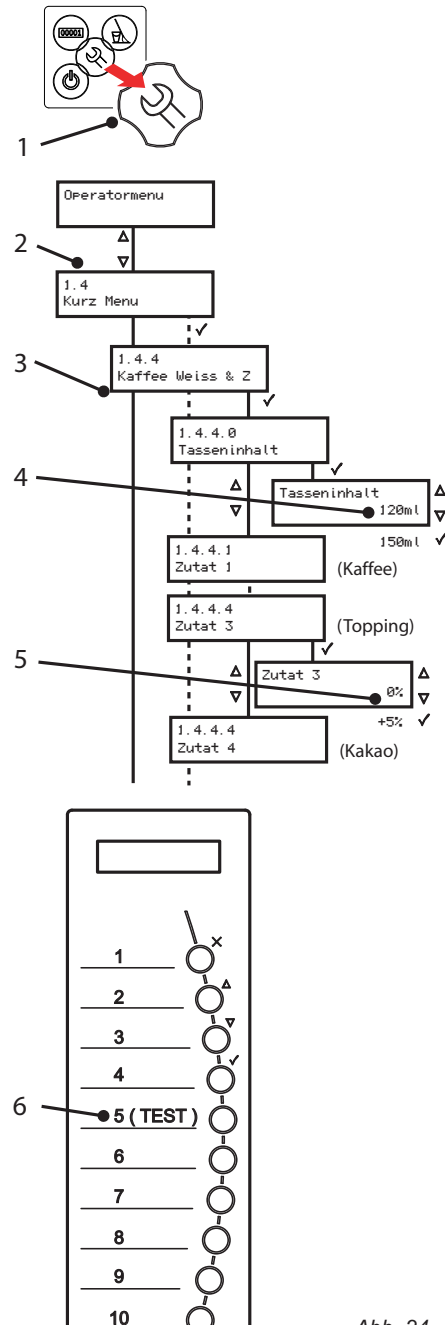 00001
1
Operatormenu
2
1.4
Kurz Menu
3
1.4.4
Kaffee Weiss & Z
1.4.4.0
Tasseninhalt
4
Tasseninhalt
120ml
150ml
1.4.4.1
Zutat 1
(Kaffee)
1.4.4.4
Zutat 3
(Topping)
5
Zutat 3
0%
+5%
1.4.4.4
Zutat 4
(Kakao)
1
2
3
4
6
5 ( TEST )
6
7
8
9
10
Abb. 24